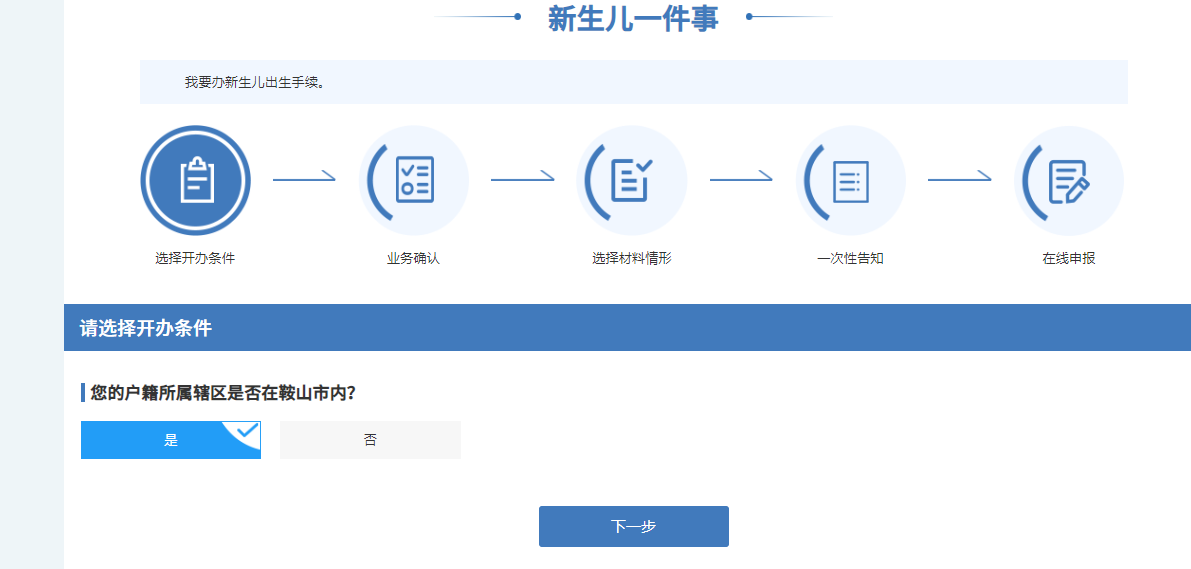 新生儿一件事
我要办新生儿出生手续。
选择开办条件
业务确认
选择材料情形
一次性告知
在线申报
请选择开办条件
您的户籍所属辖区是否在鞍山市内?
是
否
下一步